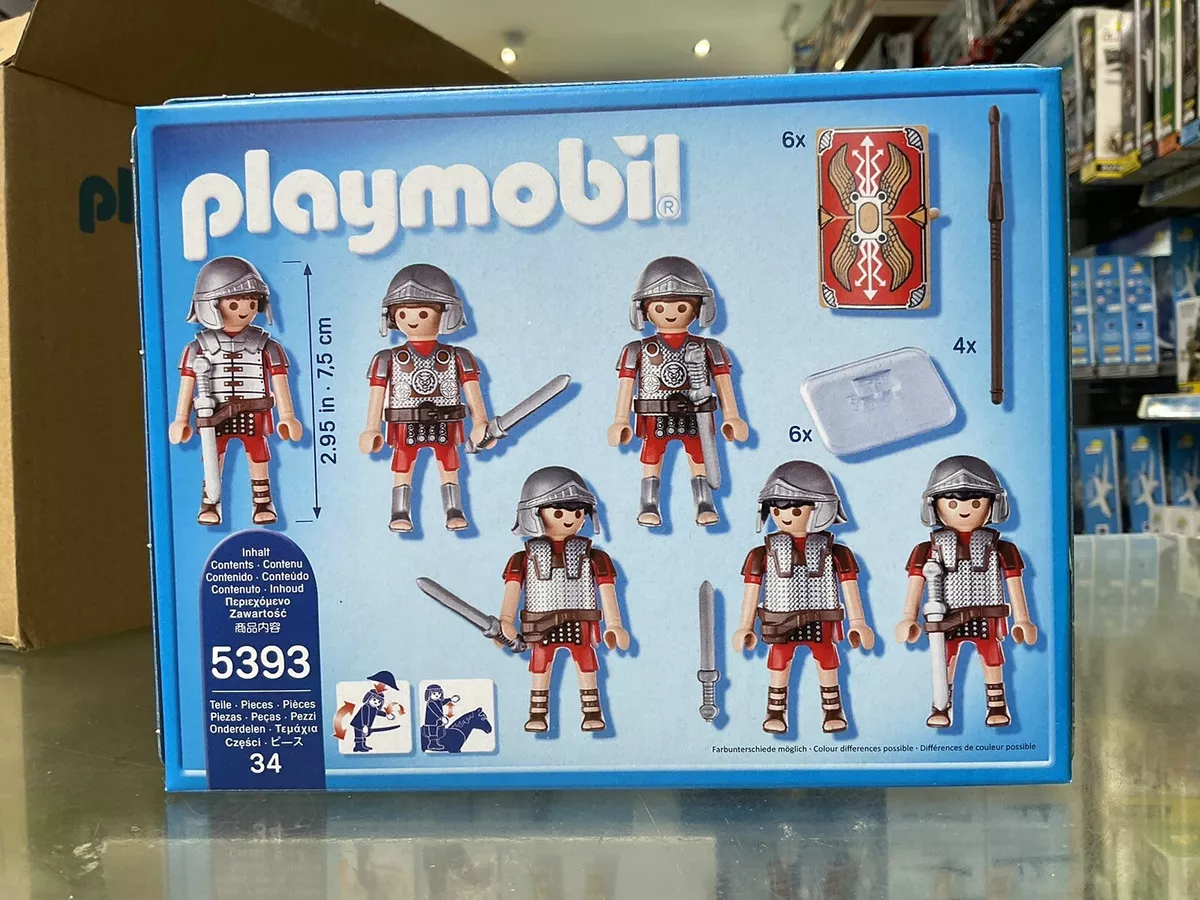 playmobil®
6x
4x
6x
2.95 in · 7,5 cm
Inhalt
Contents · Contenu
Contenido · Conteúdo
Contenuto · Inhoud
Περιεχόμενο
Zawartość
商品内容
5393
Teile · Pieces · Pièces
Piezas · Peças · Pezzi
Onderdelen · Τεμάχια
Części · ピース
34
Farbunterschiede möglich · Colour differences possible · Différences de couleur possible
pl
34